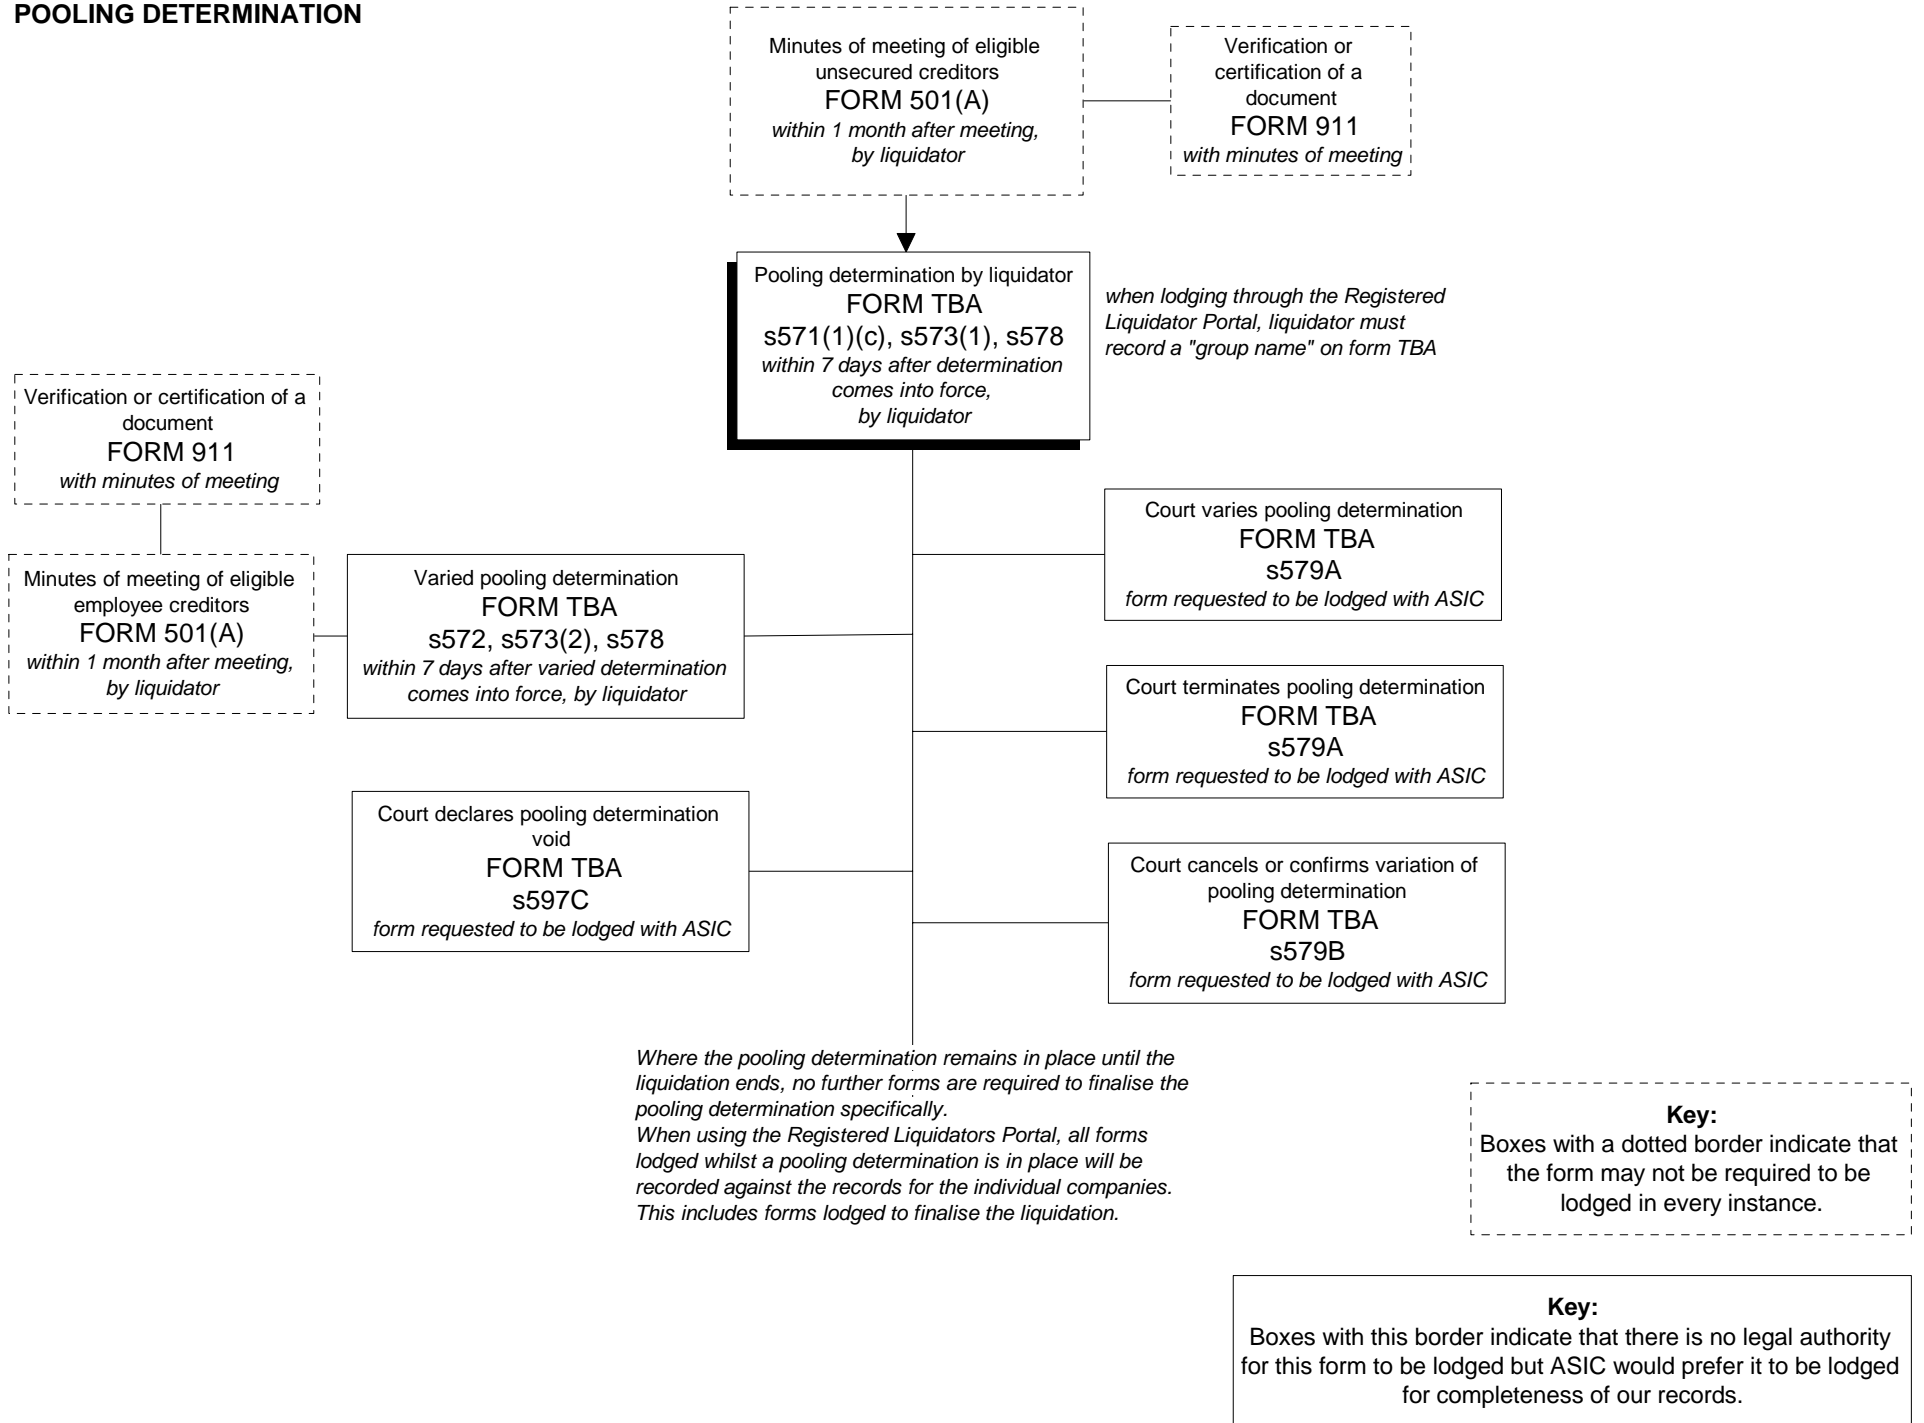 POOLING DETERMINATION
Minutes of meeting of eligible
unsecured creditors
FORM 501(A)
within 1 month after meeting,
by liquidator
Verification or
certification of a
document
FORM 911
with minutes of meeting
Pooling determination by liquidator
FORM TBA
s571(1)(c), s573(1), s578
within 7 days after determination
comes into force,
by liquidator
when lodging through the Registered
Liquidator Portal, liquidator must
record a "group name" on form TBA
Verification or certification of a
document
FORM 911
with minutes of meeting
Minutes of meeting of eligible
employee creditors
FORM 501(A)
within 1 month after meeting,
by liquidator
Varied pooling determination
FORM TBA
s572, s573(2), s578
within 7 days after varied determination
comes into force, by liquidator
Court varies pooling determination
FORM TBA
s579A
form requested to be lodged with ASIC
Court terminates pooling determination
FORM TBA
s579A
form requested to be lodged with ASIC
Court declares pooling determination
void
FORM TBA
s597C
form requested to be lodged with ASIC
Court cancels or confirms variation of
pooling determination
FORM TBA
s579B
form requested to be lodged with ASIC
Where the pooling determination remains in place until the
liquidation ends, no further forms are required to finalise the
pooling determination specifically.
When using the Registered Liquidators Portal, all forms
lodged whilst a pooling determination is in place will be
recorded against the records for the individual companies.
This includes forms lodged to finalise the liquidation.
Key:
Boxes with a dotted border indicate that
the form may not be required to be
lodged in every instance.
Key:
Boxes with this border indicate that there is no legal authority
for this form to be lodged but ASIC would prefer it to be lodged
for completeness of our records.